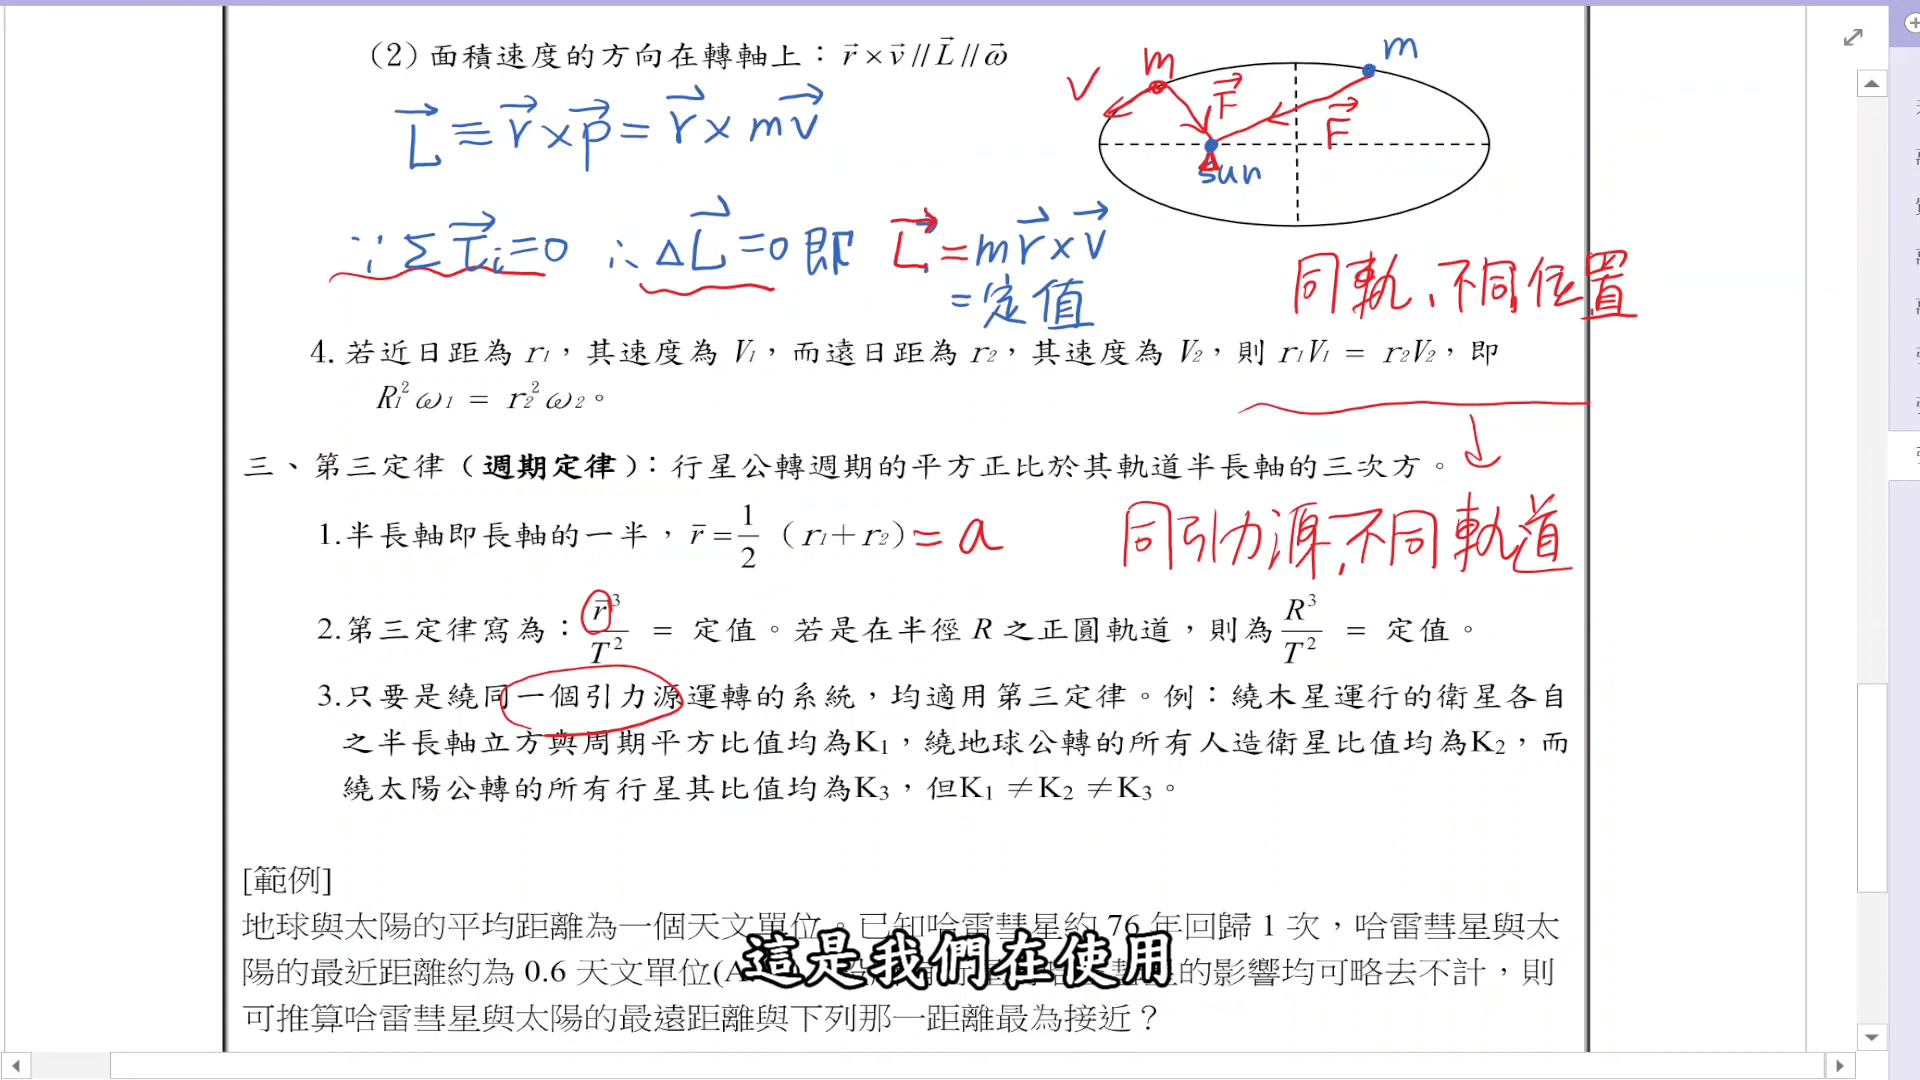 (2) 面積速度的方向在轉軸上：r⃗ × v⃗ // L⃗ // ω⃗
L⃗ ≡ r⃗ × p⃗ = r⃗ × mv⃗
m
V
m
F⃗
F⃗
sun
∵ Σ τ⃗i = 0 ∴ ΔL⃗ = 0 即 L⃗ = m r⃗ × v⃗
= 定值
同軌、不同位置
4. 若近日距為 r1，其速度為 V1，而遠日距為 r2，其速度為 V2，則 r1V1 = r2V2，即
R1² ω1 = r2² ω2。
三、第三定律（週期定律）：行星公轉週期的平方正比於其軌道半長軸的三次方。
1.半長軸即長軸的一半，r̄ = 1/2 (r1+r2) = a
同引力源,不同軌道
2.第三定律寫為：r̄³/T² = 定值。若是在半徑 R 之正圓軌道，則為 R³/T² = 定值。
3.只要是繞同一個引力源運轉的系統，均適用第三定律。例：繞木星運行的衛星各自
之半長軸立方與周期平方比值均為K1，繞地球公轉的所有人造衛星比值均為K2，而
繞太陽公轉的所有行星其比值均為K3，但K1 ≠K2 ≠K3。
[範例]
地球與太陽的平均距離為一個天文單位。已知哈雷彗星約 76 年回歸 1 次，哈雷彗星與太
陽的最近距離約為 0.6 天文單位(A 的影響均可略去不計，則
這是我們在使用
可推算哈雷彗星與太陽的最遠距離與下列那一距離最為接近？